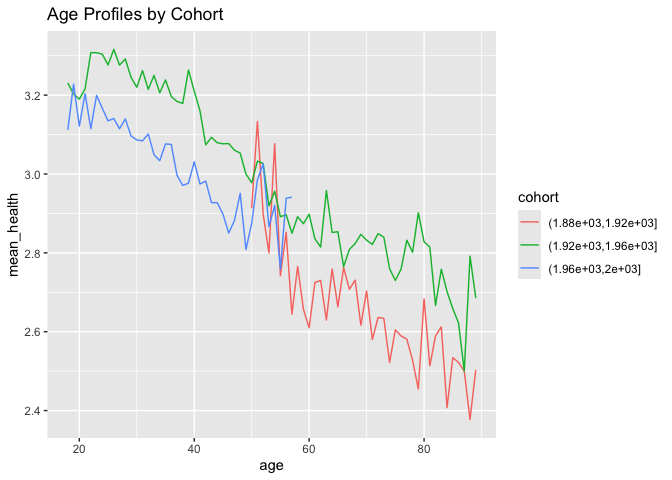 Age Profiles by Cohort
mean_health
3.2
3.0
2.8
2.6
2.4
20
40
60
80
age
cohort
(1.88e+03,1.92e+03]
(1.92e+03,1.96e+03]
(1.96e+03,2e+03]